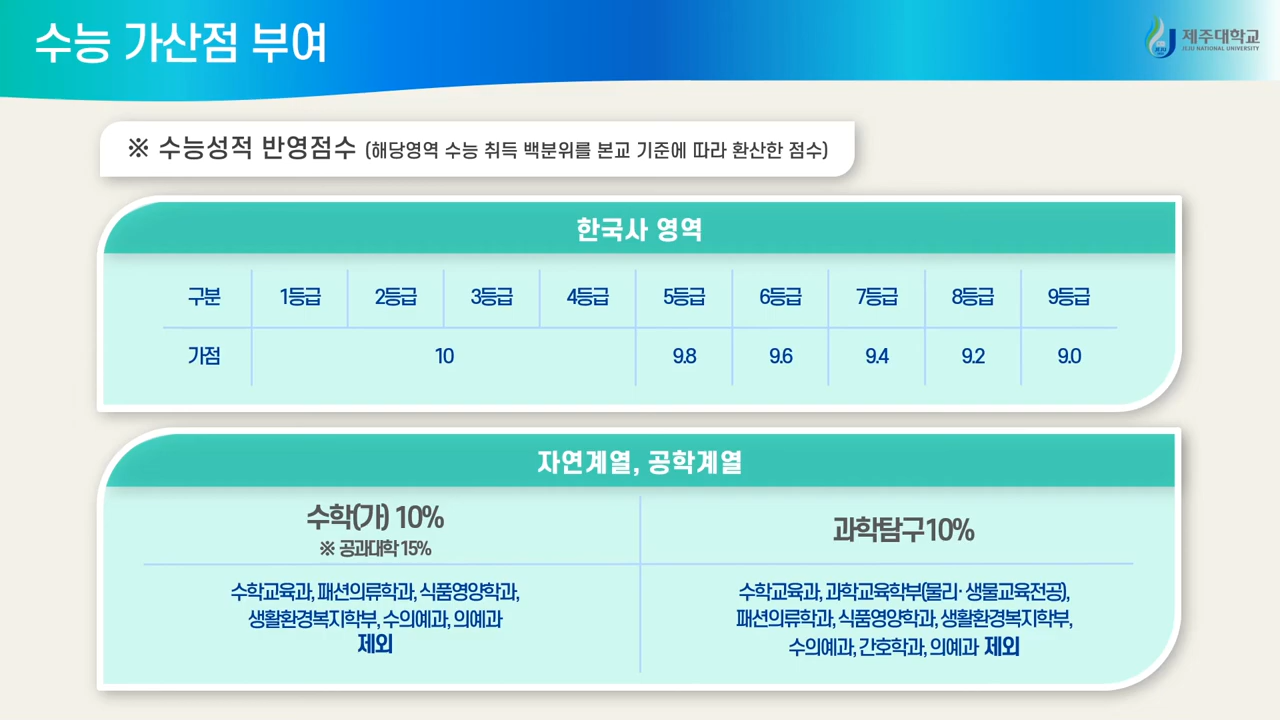 수능 가산점 부여
제주대학교
JEJU NATIONAL UNIVERSITY
※ 수능성적 반영점수 (해당영역 수능 취득 백분위를 본교 기준에 따라 환산한 점수)
한국사 영역
구분 1등급 2등급 3등급 4등급 5등급 6등급 7등급 8등급 9등급
가점 10 9.8 9.6 9.4 9.2 9.0
자연계열, 공학계열
수학(가) 10%
※ 공과대학 15%
수학교육과, 패션의류학과, 식품영양학과,
생활환경복지학부, 수의예과, 의예과
제외
과학탐구10%
수학교육과, 과학교육학부(물리·생물교육전공),
패션의류학과, 식품영양학과, 생활환경복지학부,
수의예과, 간호학과, 의예과 제외